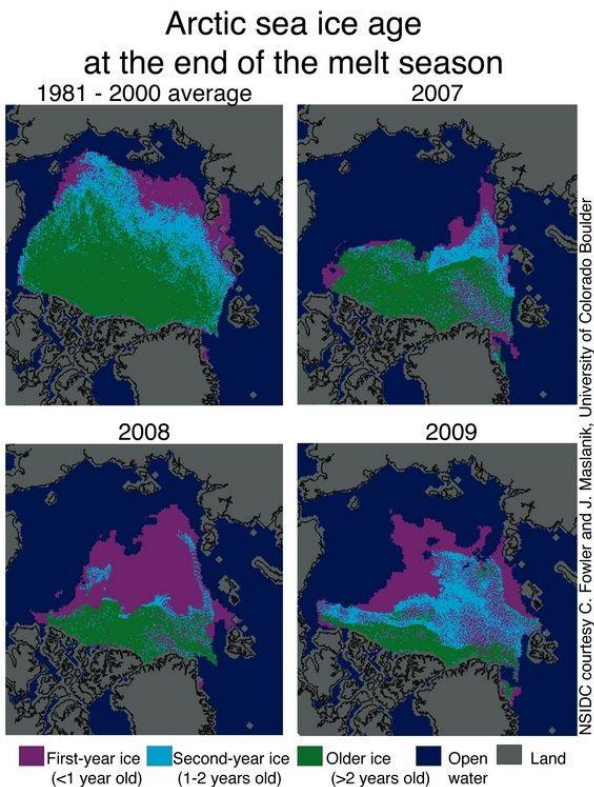 Arctic sea ice age
at the end of the melt season
1981 - 2000 average
2007
2008
2009
NSIDC courtesy C. Fowler and J. Maslanik, University of Colorado Boulder
First-year ice
(<1 year old)
Second-year ice
(1-2 years old)
Older ice
(>2 years old)
Open
water
Land